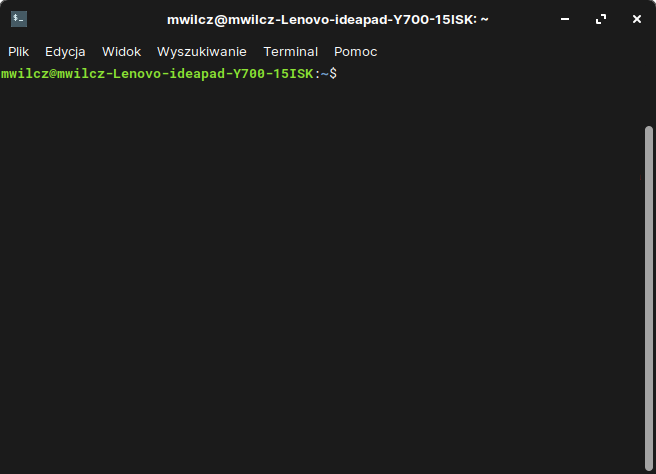 mwilcz@mwilcz-Lenovo-ideapad-Y700-15ISK: ~
Plik Edycja Widok Wyszukiwanie Terminal Pomoc
mwilcz@mwilcz-Lenovo-ideapad-Y700-15ISK:~$